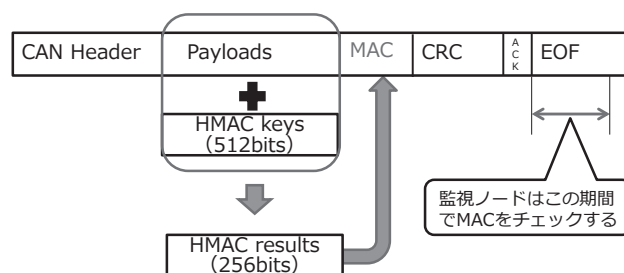 CAN Header Payloads MAC CRC ACK EOF
HMAC keys
(512bits)
監視ノードはこの期間
でMACをチェックする
HMAC results
(256bits)